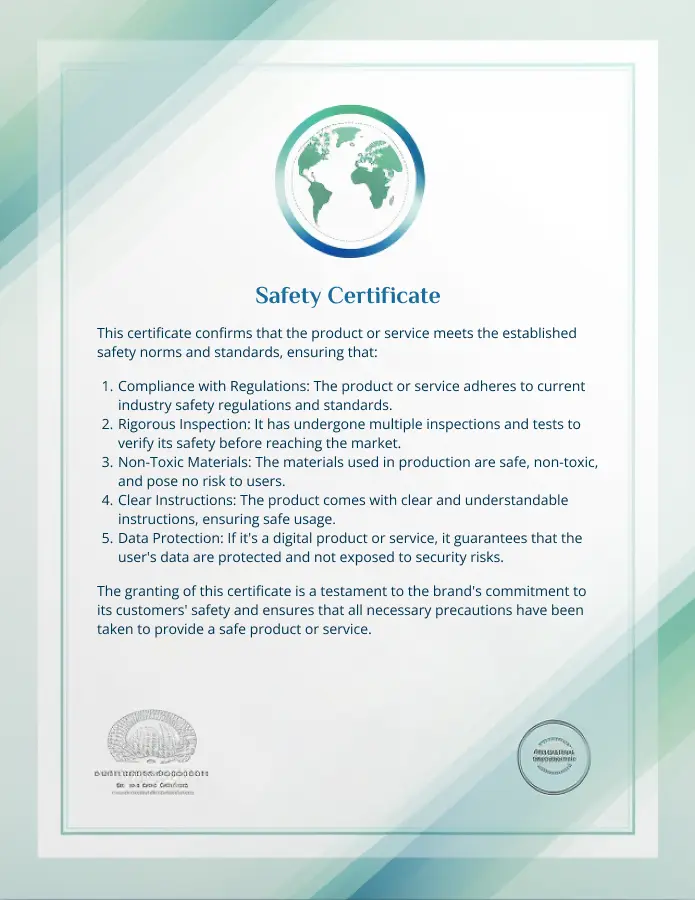 Safety Certificate
This certificate confirms that the product or service meets the established
safety norms and standards, ensuring that:
1. Compliance with Regulations: The product or service adheres to current
industry safety regulations and standards.
2. Rigorous Inspection: It has undergone multiple inspections and tests to
verify its safety before reaching the market.
3. Non-Toxic Materials: The materials used in production are safe, non-toxic,
and pose no risk to users.
4. Clear Instructions: The product comes with clear and understandable
instructions, ensuring safe usage.
5. Data Protection: If it's a digital product or service, it guarantees that the
user's data are protected and not exposed to security risks.
The granting of this certificate is a testament to the brand's commitment to
its customers' safety and ensures that all necessary precautions have been
taken to provide a safe product or service.